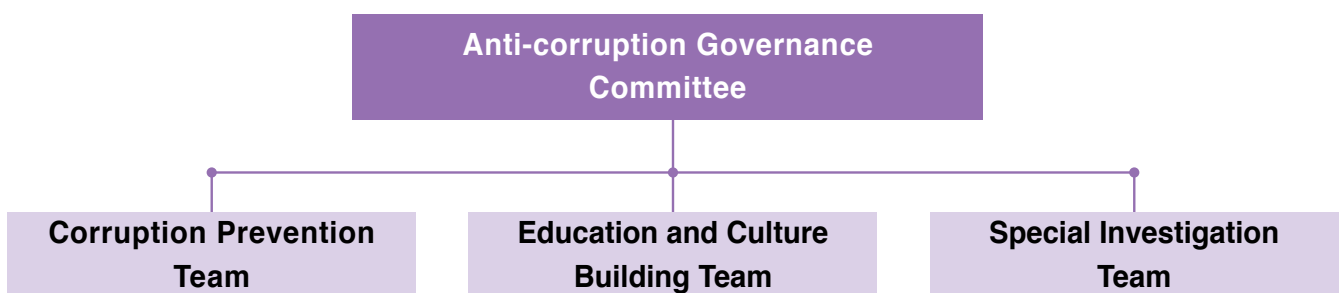 Anti-corruption Governance
Committee
Corruption Prevention
Team
Education and Culture
Building Team
Special Investigation
Team